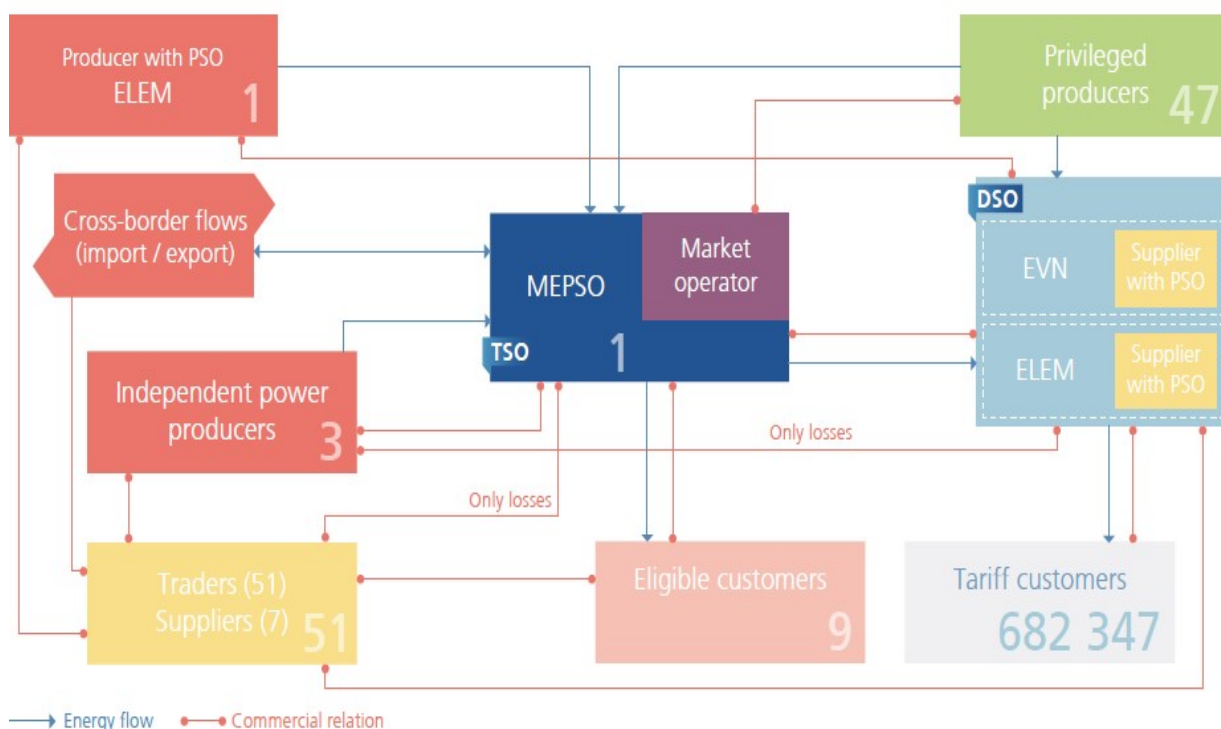 Producer with PSO
ELEM
1
Privileged
producers
47
Cross-border flows
(import / export)
MEPSO
Market
operator
TSO
1
DSO
EVN
Supplier
with PSO
ELEM
Supplier
with PSO
Independent power
producers
3
Only losses
Only losses
Traders (51)
Suppliers (7)
51
Eligible customers
9
Tariff customers
682 347
Energy flow
Commercial relation